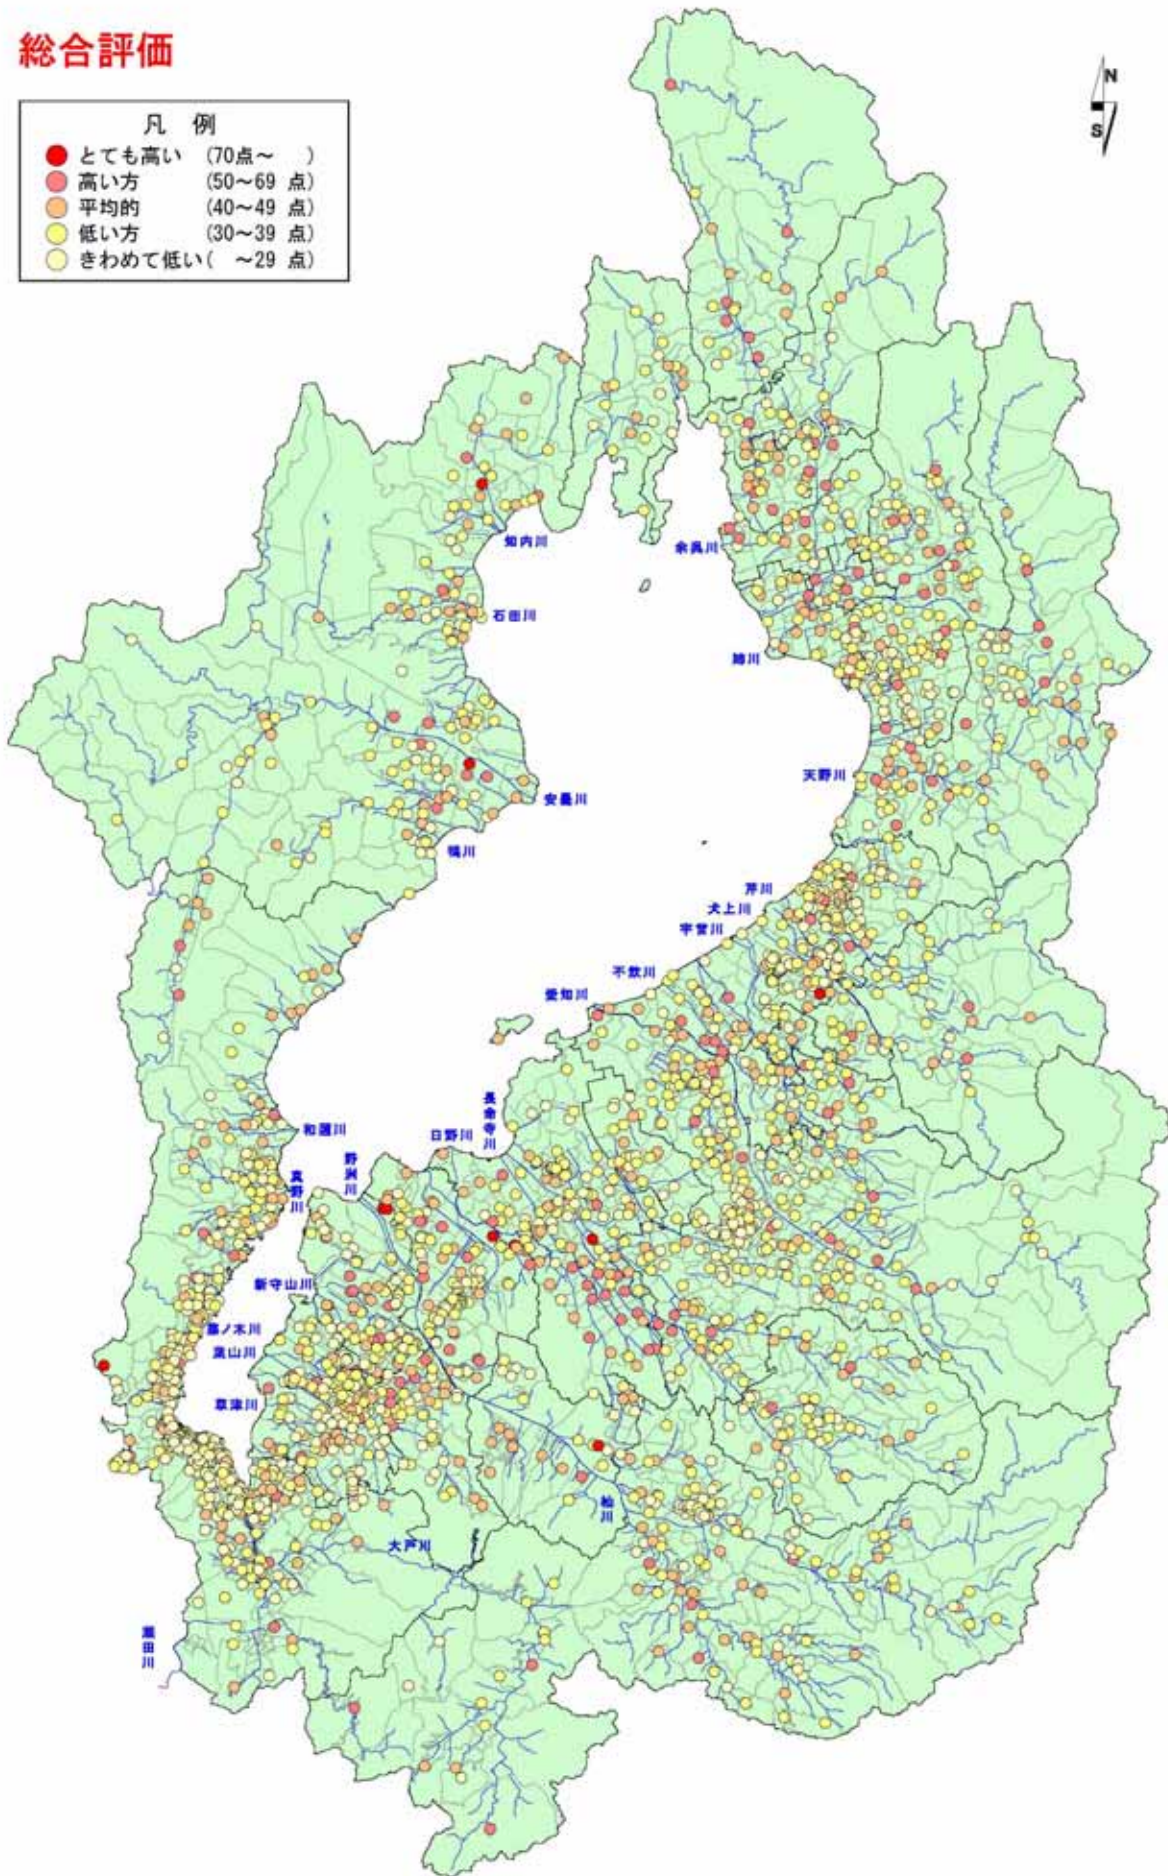 総合評価
N
S
凡 例
とても高い (70点～ )
高い方 (50～69 点)
平均的 (40～49 点)
低い方 (30～39 点)
きわめて低い( ～29 点)
知内川
余呉川
石田川
姉川
天野川
安曇川
鴨川
芹川
犬上川
宇曽川
不飲川
愛知川
長命寺川
日野川
和邇川
野洲川
真野川
新守山川
藤ノ木川
葉山川
草津川
杣川
大戸川
瀬田川